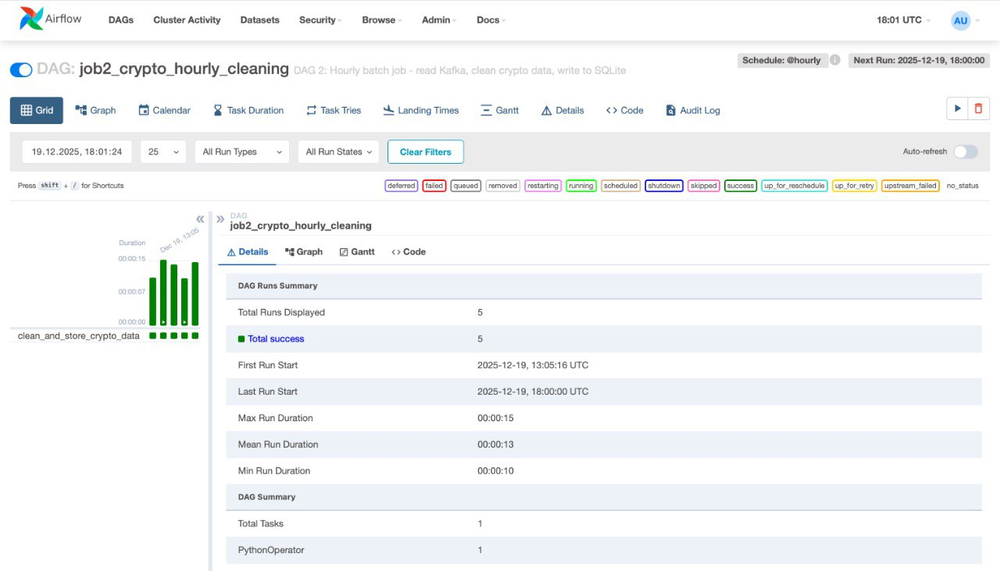 Airflow DAGs Cluster Activity Datasets Security Browse Admin Docs 18:01 UTC AU
DAG: job2_crypto_hourly_cleaning DAG 2: Hourly batch job - read Kafka, clean crypto data, write to SQLite Schedule: @hourly i Next Run: 2025-12-19, 18:00:00
Grid Graph Calendar Task Duration Task Tries Landing Times Gantt Details Code Audit Log
19.12.2025, 18:01:24 25 All Run Types All Run States Clear Filters Auto-refresh
Press shift + / for Shortcuts deferred failed queued removed restarting running scheduled shutdown skipped success up_for_reschedule up_for_retry upstream_failed no_status
DAG
job2_crypto_hourly_cleaning
Dec 19, 13:05
Duration
00:00:15
00:00:07
00:00:00
clean_and_store_crypto_data
Details Graph Gantt Code
DAG Runs Summary
Total Runs Displayed 5
Total success 5
First Run Start 2025-12-19, 13:05:16 UTC
Last Run Start 2025-12-19, 18:00:00 UTC
Max Run Duration 00:00:15
Mean Run Duration 00:00:13
Min Run Duration 00:00:10
DAG Summary
Total Tasks 1
PythonOperator 1